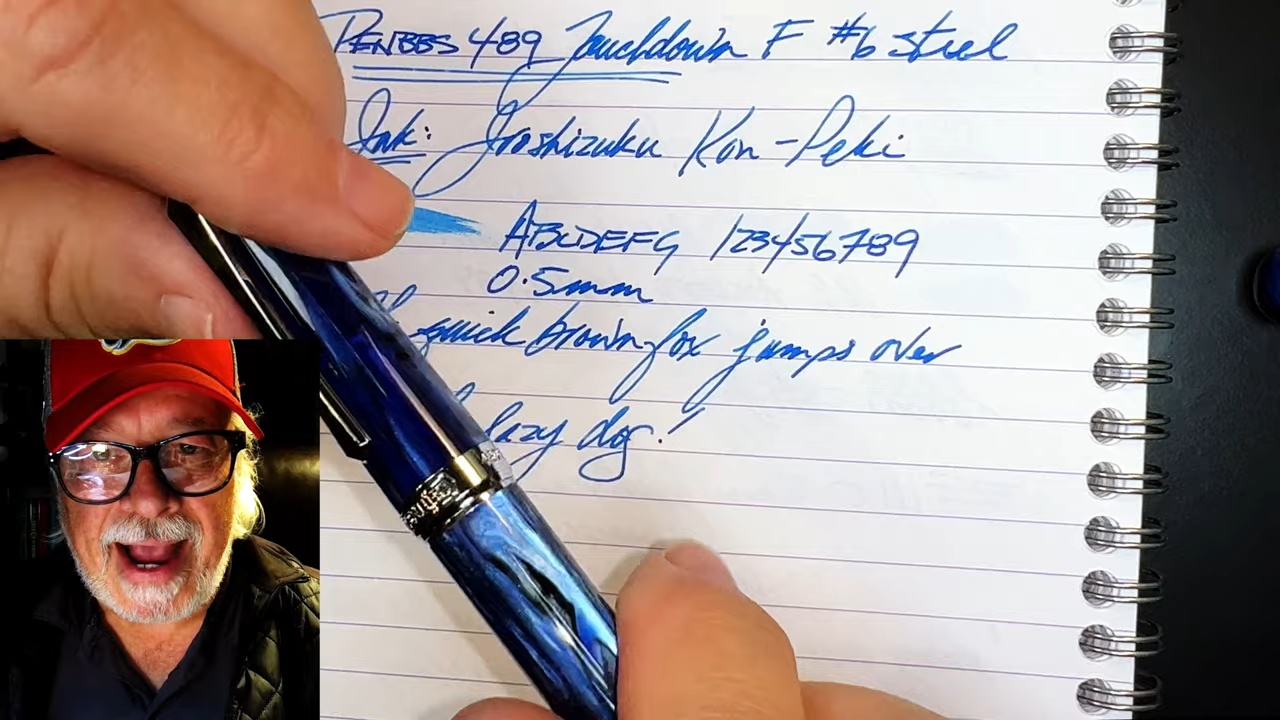 PENBBS 489 Touchdown F #6 steel
Ink: Iroshizuku Kon-Peki
ABCDEFG 123456789
0.5mm
quick brown fox jumps over
lazy dog!